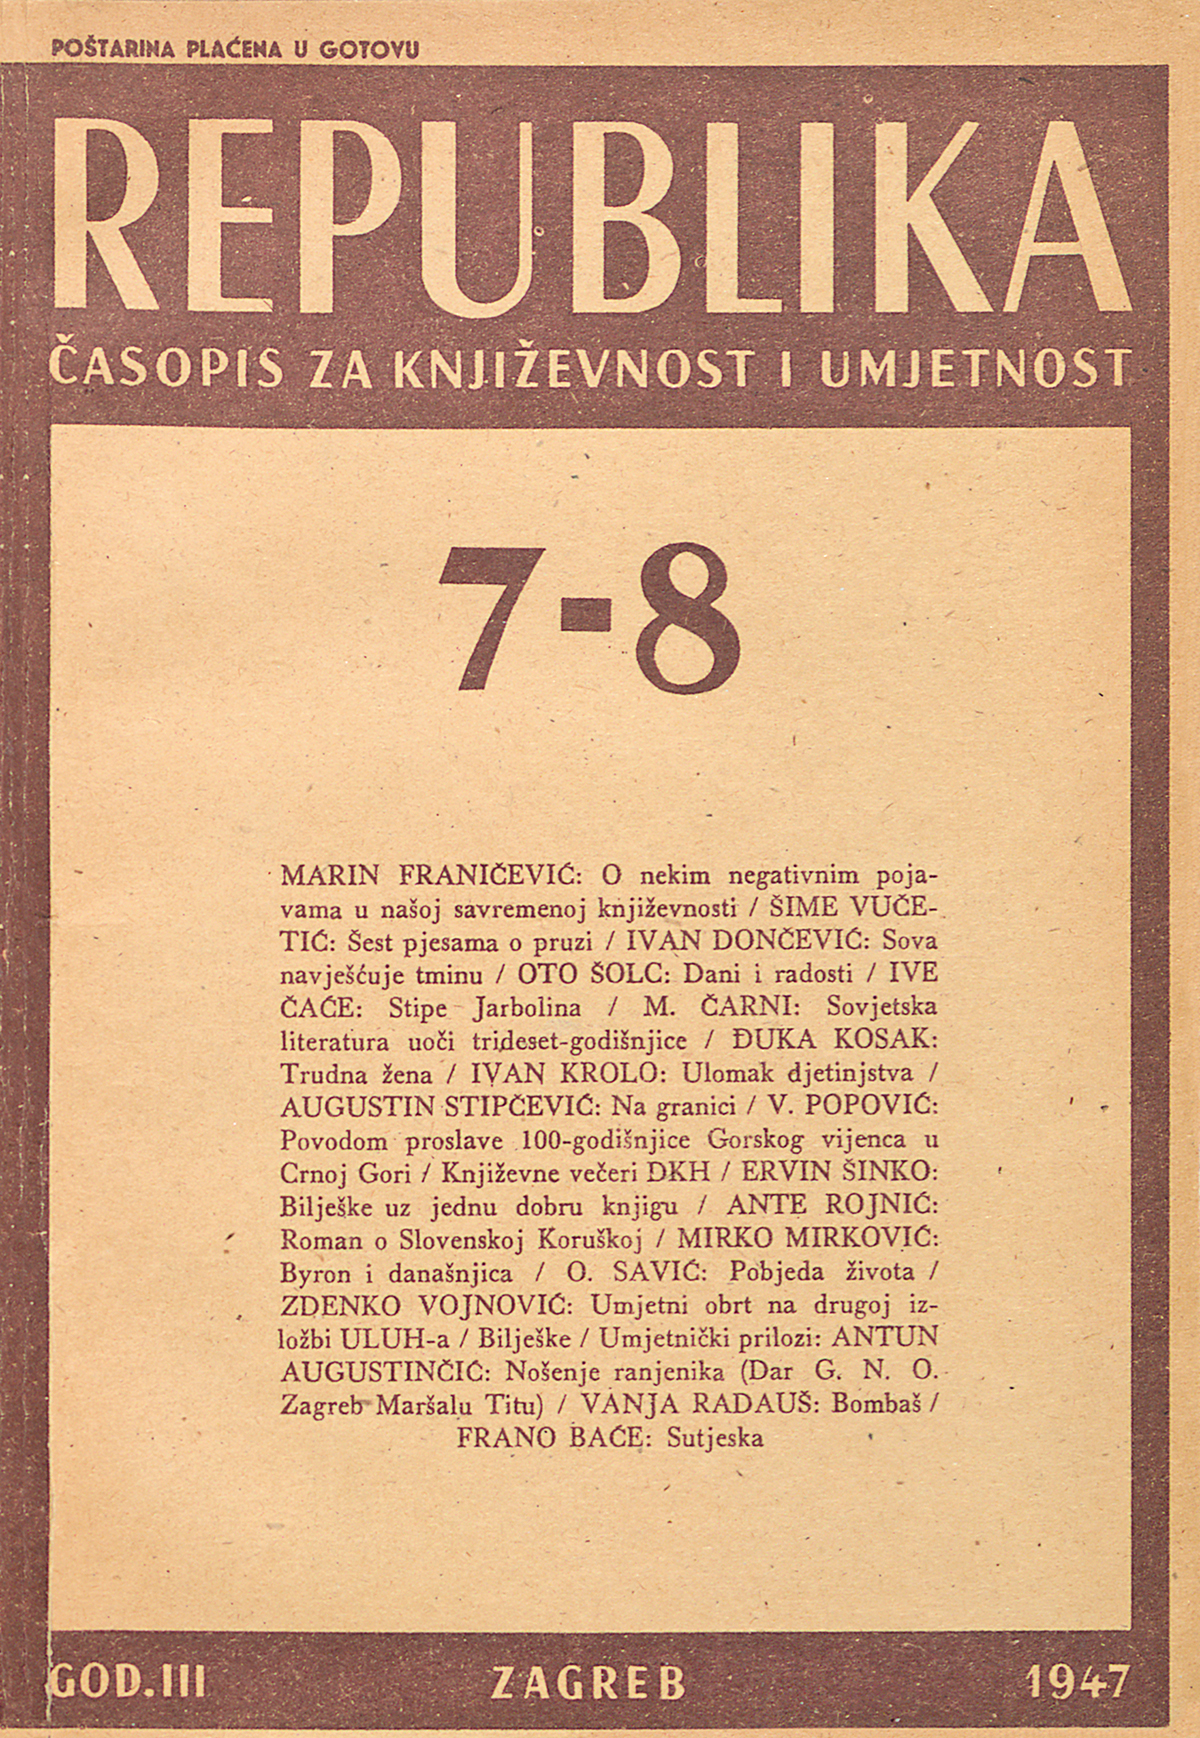 POŠTARINA PLAĆENA U GOTOVU
REPUBLIKA
ČASOPIS ZA KNJIŽEVNOST I UMJETNOST
7-8
MARIN FRANIČEVIĆ: O nekim negativnim poja-
vama u našoj savremenoj književnosti / ŠIME VUČE-
TIĆ: Šest pjesama o pruzi / IVAN DONČEVIĆ: Sova
navješćuje tminu / OTO ŠOLC: Dani i radosti / IVE
ČAĆE: Stipe Jarbolina / M. ČARNI: Sovjetska
literatura uoči trideset-godišnjice / ĐUKA KOSAK:
Trudna žena / IVAN KROLO: Ulomak djetinjstva /
AUGUSTIN STIPČEVIĆ: Na granici / V. POPOVIĆ:
Povodom proslave 100-godišnjice Gorskog vijenca u
Crnoj Gori / Književne večeri DKH / ERVIN ŠINKO:
Bilješke uz jednu dobru knjigu / ANTE ROJNIĆ:
Roman o Slovenskoj Koruškoj / MIRKO MIRKOVIĆ:
Byron i današnjica / O. SAVIĆ: Pobjeda života /
ZDENKO VOJNOVIĆ: Umjetni obrt na drugoj iz-
ložbi ULUH-a / Bilješke / Umjetnički prilozi: ANTUN
AUGUSTINČIĆ: Nošenje ranjenika (Dar G. N. O.
Zagreb Maršalu Titu) / VANJA RADAUŠ: Bombaš /
FRANO BAĆE: Sutjeska
GOD. III
ZAGREB
1947